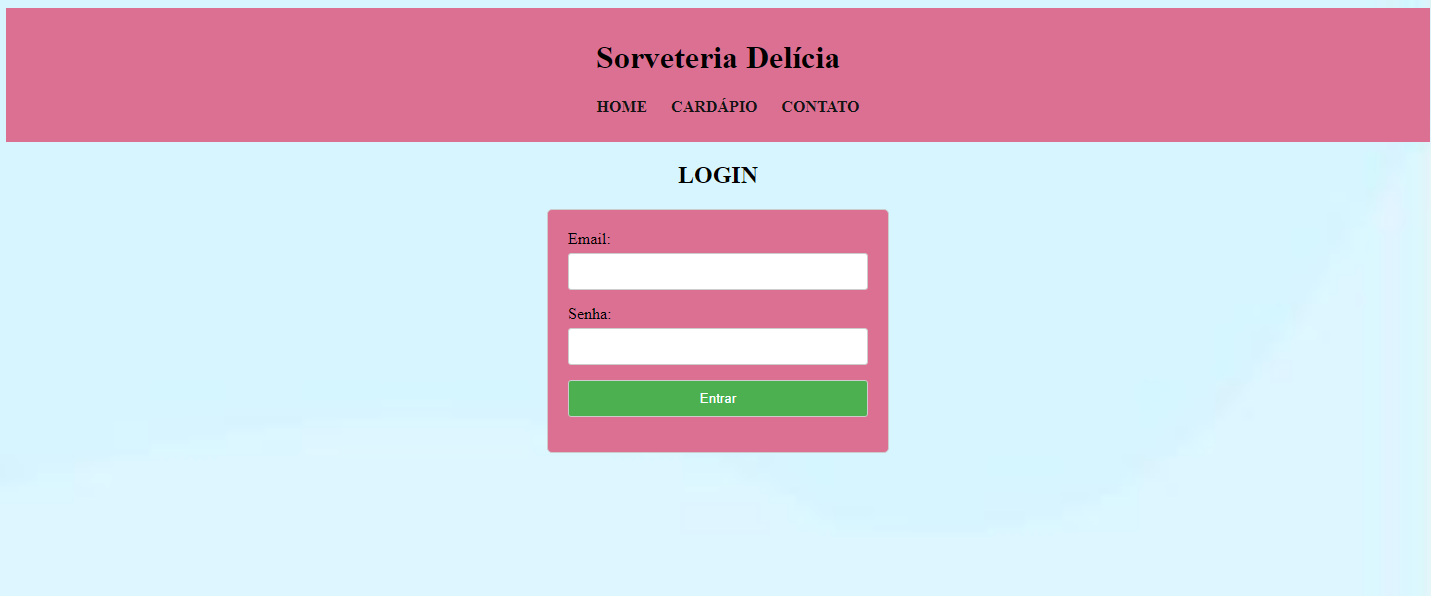 Sorveteria Delícia
HOME CARDÁPIO CONTATO
LOGIN
Email:
Senha:
Entrar